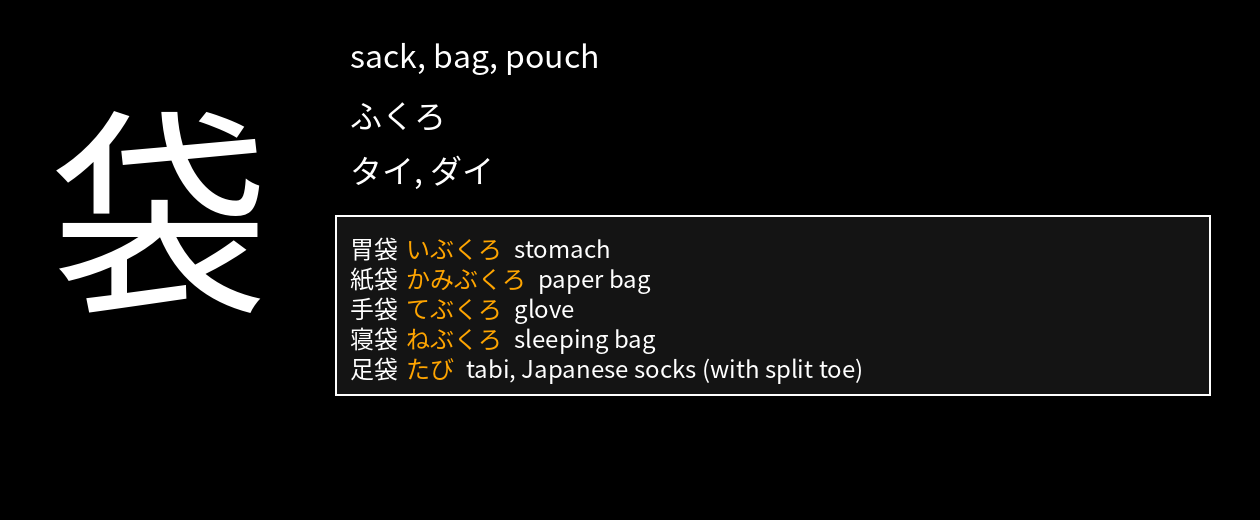 袋
sack, bag, pouch
ふくろ
タイ, ダイ
胃袋 いぶくろ stomach
紙袋 かみぶくろ paper bag
手袋 てぶくろ glove
寝袋 ねぶくろ sleeping bag
足袋 たび tabi, Japanese socks (with split toe)